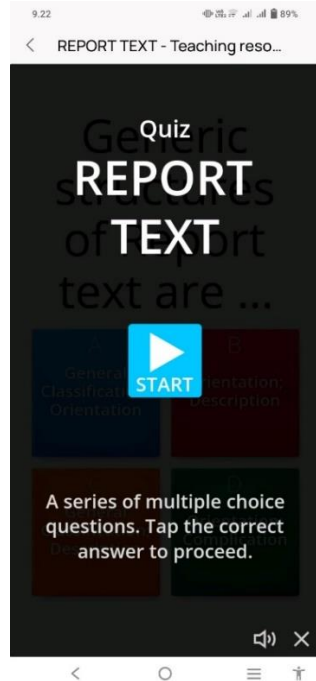 9.22
89%
REPORT TEXT - Teaching reso...
Quiz
REPORT
TEXT
Generic
structures
of Report
text are ...
START
A
General
Classification;
Orientation
B
Orientation;
Description
A series of multiple choice
questions. Tap the correct
answer to proceed.
Complication